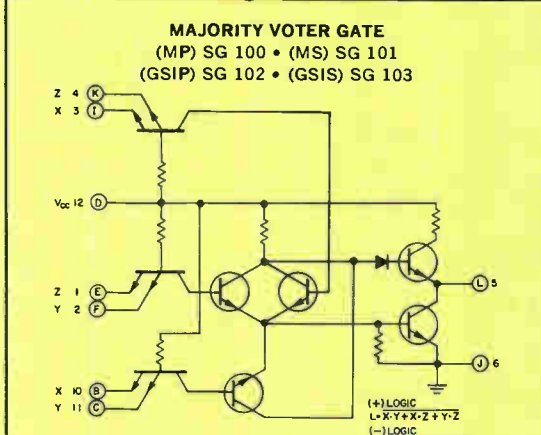 MAJORITY VOTER GATE
(MP) SG 100 • (MS) SG 101
(GSIP) SG 102 • (GSIS) SG 103
Z 4 K
X 3 I
Vcc 12 D
Z 1 E
Y 2 F
L 5
X 10 B
Y 11 C
J 6
(+) LOGIC
L=X·Y+X·Z+Y·Z
(−) LOGIC